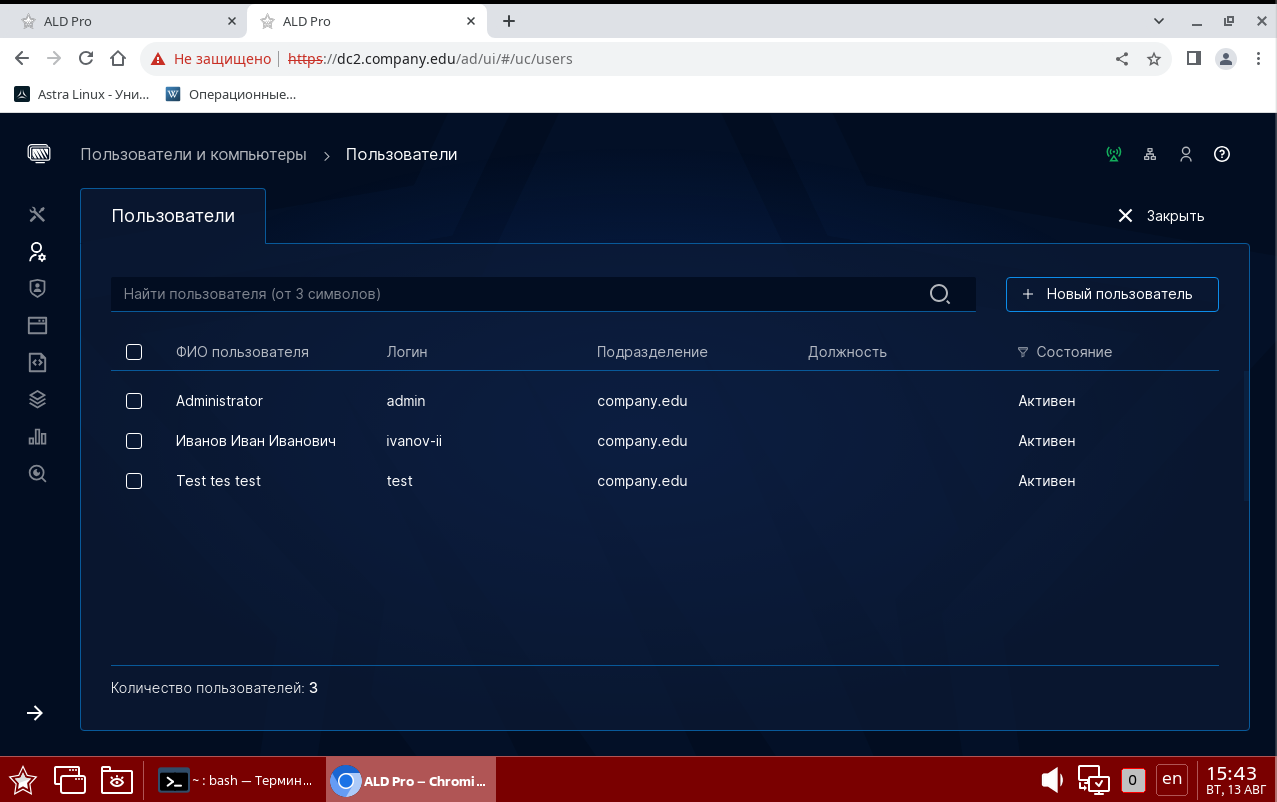 ALD Pro
ALD Pro
Не защищено https://dc2.company.edu/ad/ui/#/uc/users
Astra Linux - Уни...
Операционные...
Пользователи и компьютеры > Пользователи
Пользователи
Закрыть
Найти пользователя (от 3 символов)
+ Новый пользователь
ФИО пользователя Логин Подразделение Должность Состояние
Administrator admin company.edu Активен
Иванов Иван Иванович ivanov-ii company.edu Активен
Test tes test test company.edu Активен
Количество пользователей: 3
~ : bash — Термин...
ALD Pro – Chromi...
0
en
15:43
ВТ, 13 АВГ